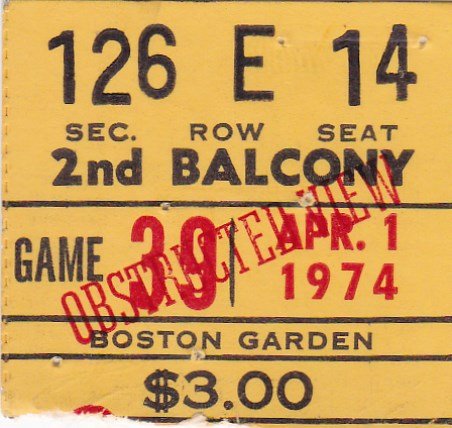 126 E 14
SEC. ROW SEAT
2nd BALCONY
OBSTRUCTED VIEW
GAME 39 APR. 1
1974
BOSTON GARDEN
$3.00